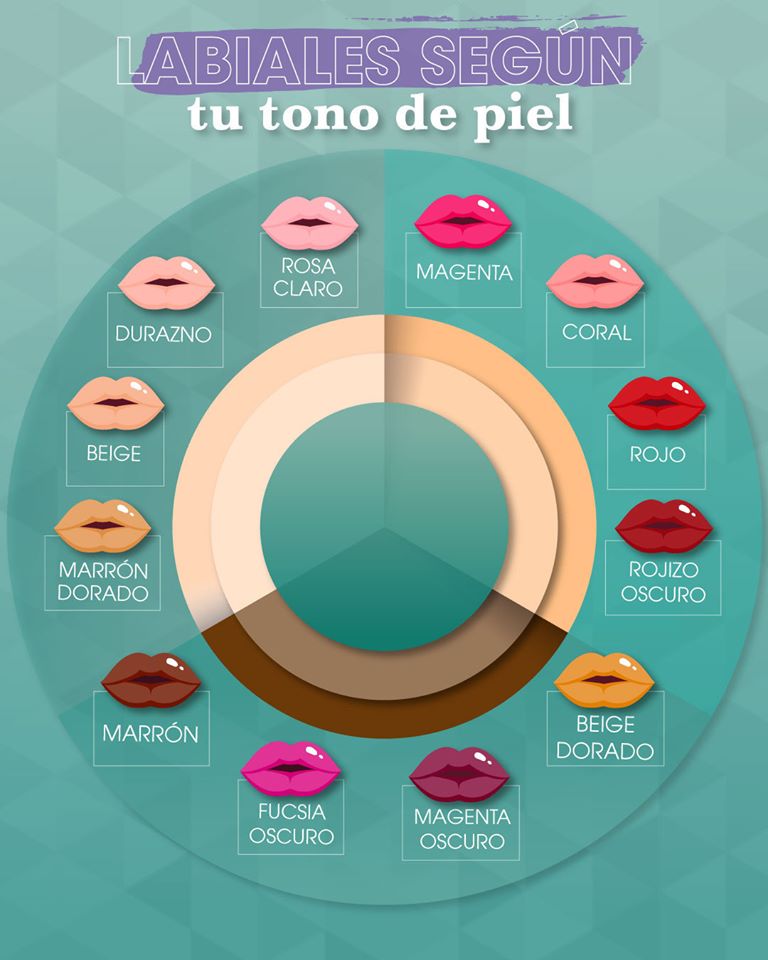 LABIALES SEGÚN
tu tono de piel
ROSA
CLARO
MAGENTA
DURAZNO
CORAL
BEIGE
ROJO
MARRÓN
DORADO
ROJIZO
OSCURO
MARRÓN
BEIGE
DORADO
FUCSIA
OSCURO
MAGENTA
OSCURO